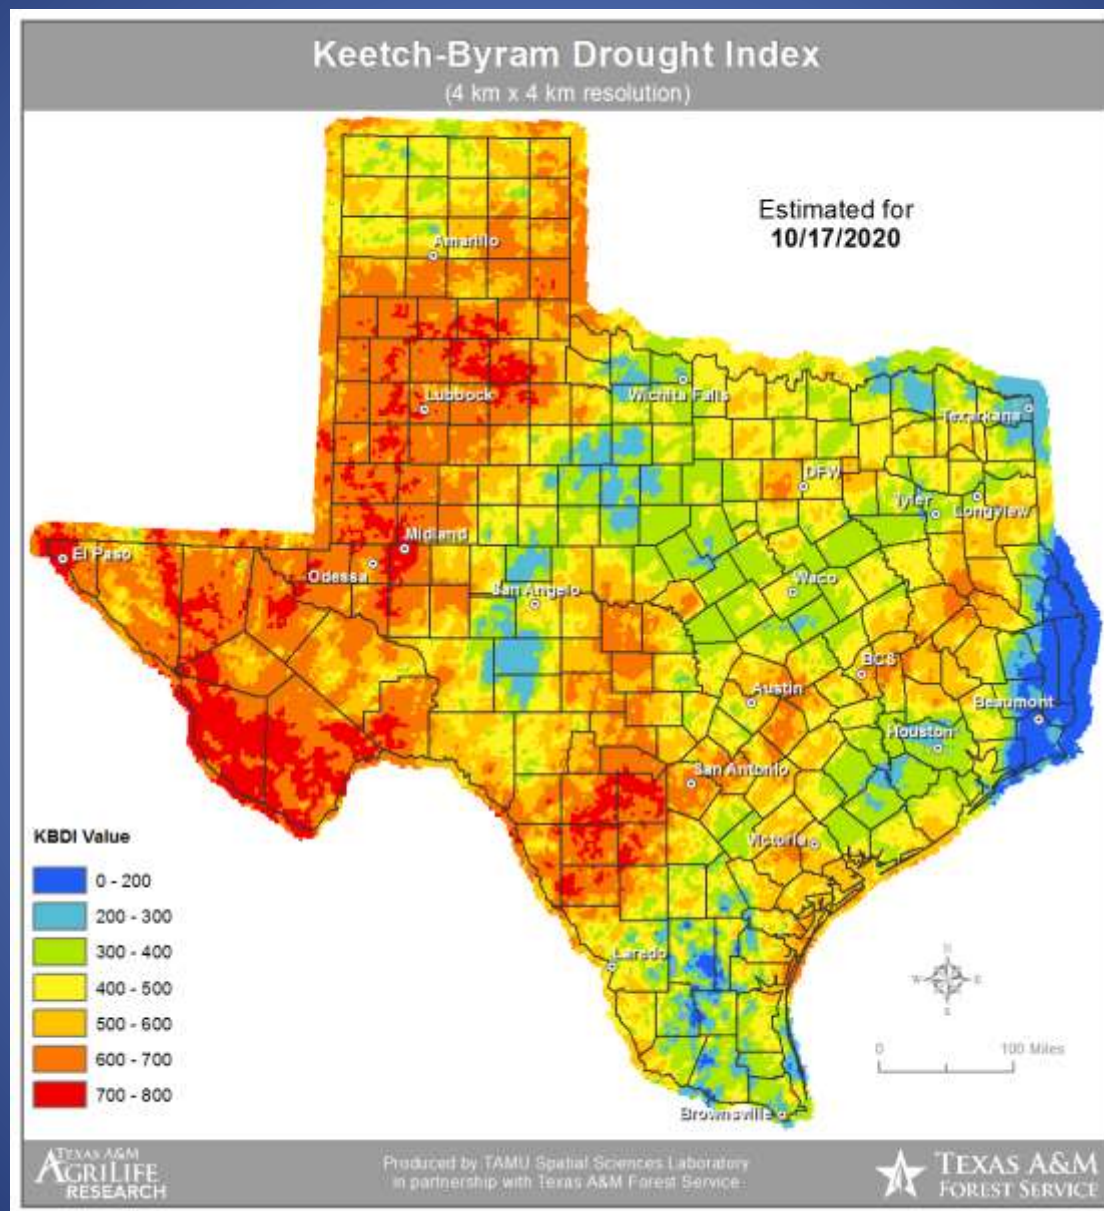 Keetch-Byram Drought Index
(4 km x 4 km resolution)
Estimated for
10/17/2020
Amarillo
Lubbock
Wichita Falls
Texarkana
DFW
Tyler
Longview
Midland
El Paso
Odessa
San Angelo
Waco
BCS
Austin
Beaumont
Houston
San Antonio
Victoria
Laredo
Brownsville
KBDI Value
0 - 200
200 - 300
300 - 400
400 - 500
500 - 600
600 - 700
700 - 800
N
W E
S
0 100 Miles
TEXAS A&M
AGRILIFE
RESEARCH
Produced by TAMU Spatial Sciences Laboratory
in partnership with Texas A&M Forest Service
TEXAS A&M
FOREST SERVICE